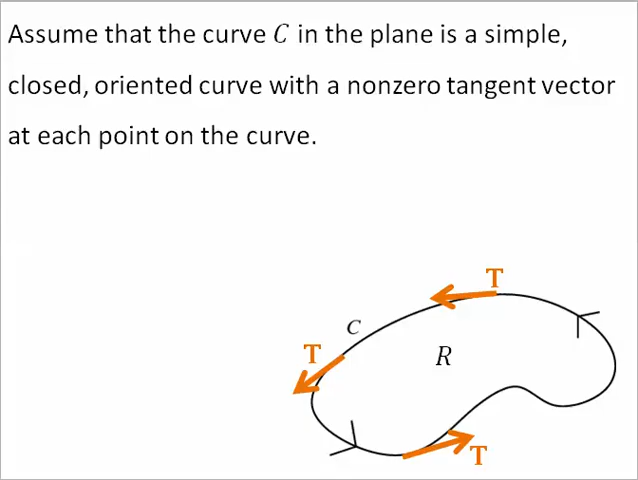 Assume that the curve C in the plane is a simple,
closed, oriented curve with a nonzero tangent vector
at each point on the curve.
T
C
T
R
T